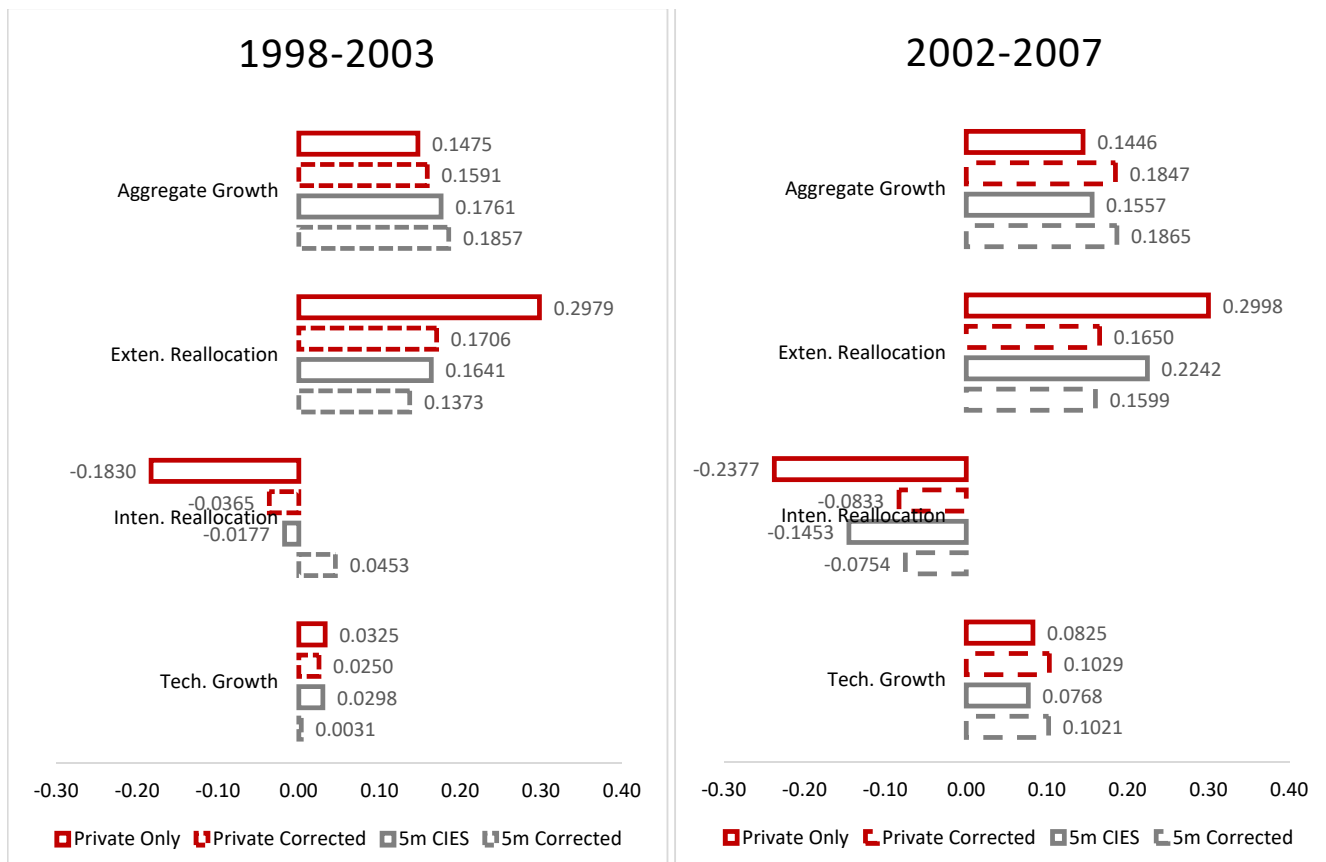 1998-2003
0.1475
0.1591
Aggregate Growth
0.1761
0.1857
0.2979
0.1706
Exten. Reallocation
0.1641
0.1373
-0.1830
-0.0365
Inten. Reallocation
-0.0177
0.0453
0.0325
0.0250
Tech. Growth
0.0298
0.0031
-0.30 -0.20 -0.10 0.00 0.10 0.20 0.30 0.40
Private Only Private Corrected 5m CIES 5m Corrected
2002-2007
0.1446
0.1847
Aggregate Growth
0.1557
0.1865
0.2998
0.1650
Exten. Reallocation
0.2242
0.1599
-0.2377
-0.0833
Inten. Reallocation
-0.1453
-0.0754
0.0825
0.1029
Tech. Growth
0.0768
0.1021
-0.30 -0.20 -0.10 0.00 0.10 0.20 0.30 0.40
Private Only Private Corrected 5m CIES 5m Corrected